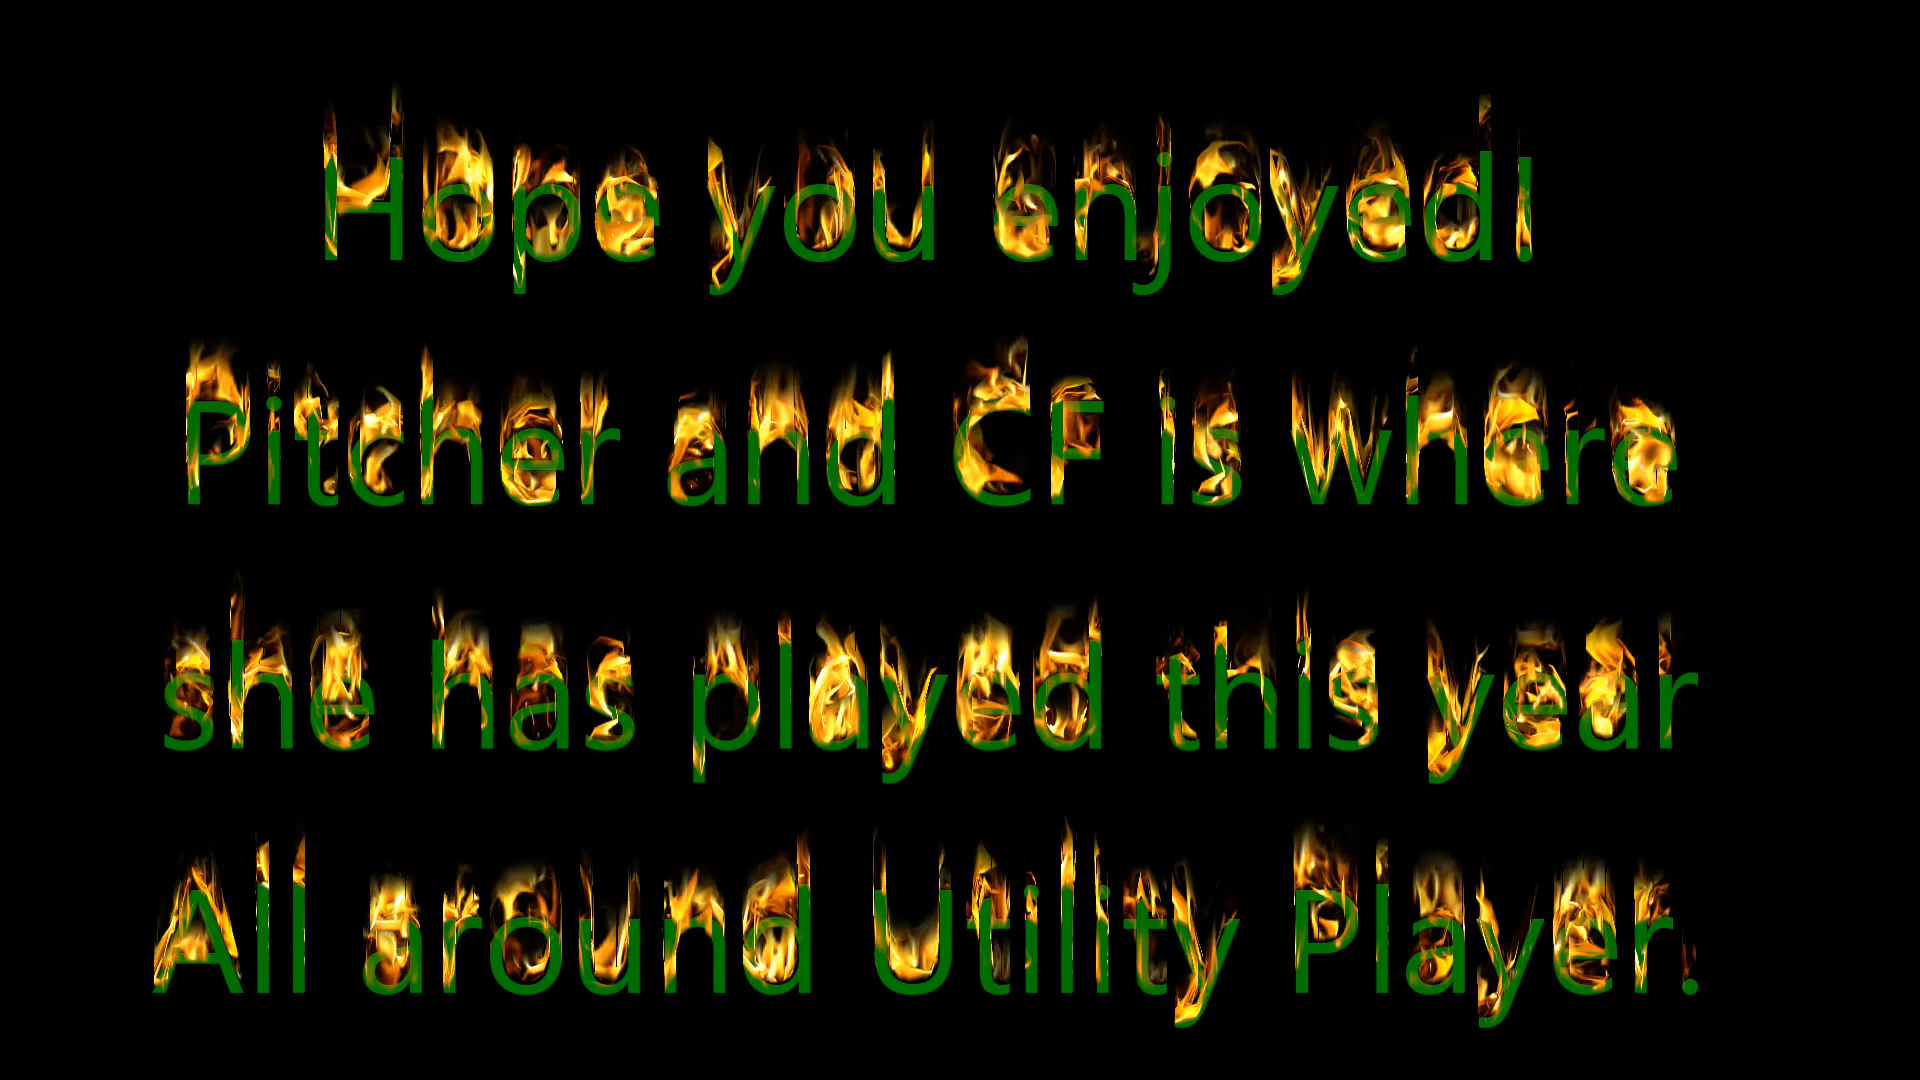 Hope you enjoyed!
Pitcher and CF is where
she has played this year
All around Utility Player.